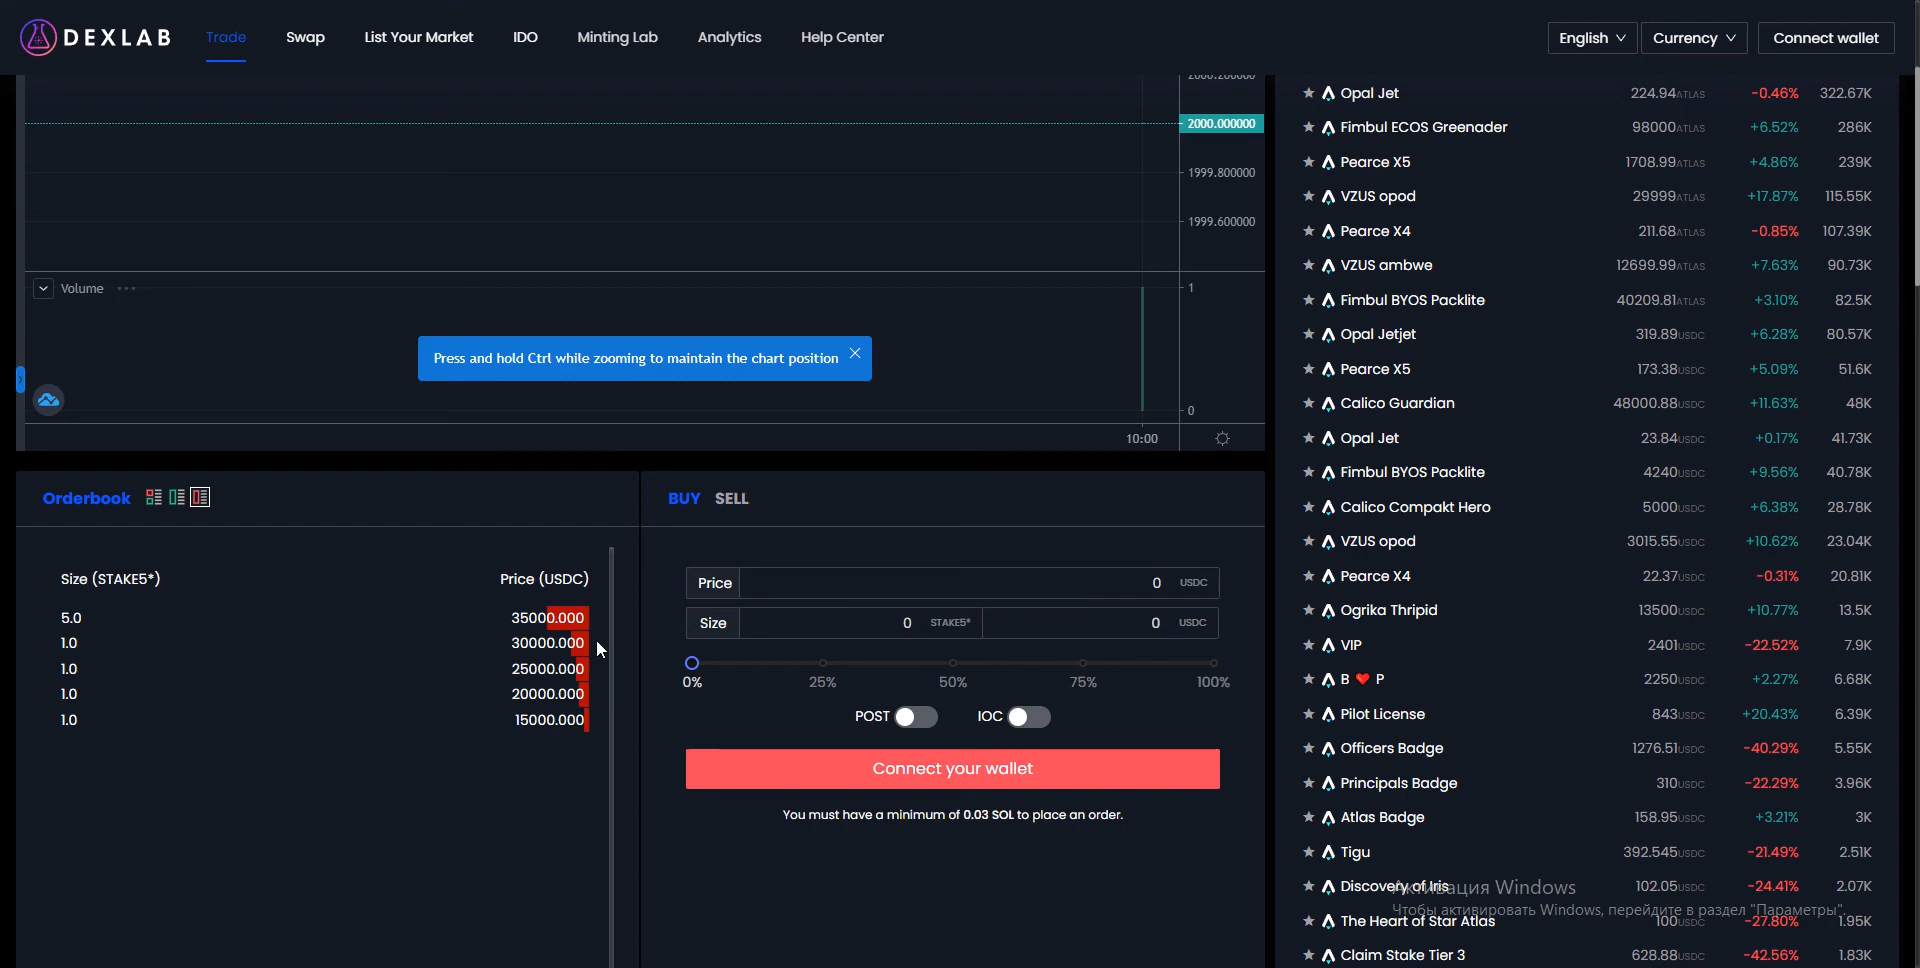 DEXLAB Trade Swap List Your Market IDO Minting Lab Analytics Help Center English Currency Connect wallet
2000.200000
2000.000000
1999.800000
1999.600000
Volume
1
Press and hold Ctrl while zooming to maintain the chart position
0
10:00
Orderbook
Size (STAKE5*) Price (USDC)
5.0 35000.000
1.0 30000.000
1.0 25000.000
1.0 20000.000
1.0 15000.000
BUY SELL
Price 0 USDC
Size 0 STAKE5* 0 USDC
0% 25% 50% 75% 100%
POST IOC
Connect your wallet
You must have a minimum of 0.03 SOL to place an order.
Opal Jet 224.94ATLAS -0.46% 322.67K
Fimbul ECOS Greenader 98000ATLAS +6.52% 286K
Pearce X5 1708.99ATLAS +4.86% 239K
VZUS opod 29999ATLAS +17.87% 115.55K
Pearce X4 211.68ATLAS -0.85% 107.39K
VZUS ambwe 12699.99ATLAS +7.63% 90.73K
Fimbul BYOS Packlite 40209.81ATLAS +3.10% 82.5K
Opal Jetjet 319.89USDC +6.28% 80.57K
Pearce X5 173.38USDC +5.09% 51.6K
Calico Guardian 48000.88USDC +11.63% 48K
Opal Jet 23.84USDC +0.17% 41.73K
Fimbul BYOS Packlite 4240USDC +9.56% 40.78K
Calico Compakt Hero 5000USDC +6.38% 28.78K
VZUS opod 3015.55USDC +10.62% 23.04K
Pearce X4 22.37USDC -0.31% 20.81K
Ogrika Thripid 13500USDC +10.77% 13.5K
VIP 2401USDC -22.52% 7.9K
B ❤ P 2250USDC +2.27% 6.68K
Pilot License 843USDC +20.43% 6.39K
Officers Badge 1276.51USDC -40.29% 5.55K
Principals Badge 310USDC -22.29% 3.96K
Atlas Badge 158.95USDC +3.21% 3K
Tigu 392.545USDC -21.49% 2.51K
Discovery of Iris 102.05USDC -24.41% 2.07K
Активация Windows
Чтобы активировать Windows, перейдите в раздел "Параметры".
The Heart of Star Atlas 100USDC -27.80% 1.95K
Claim Stake Tier 3 628.88USDC -42.56% 1.83K